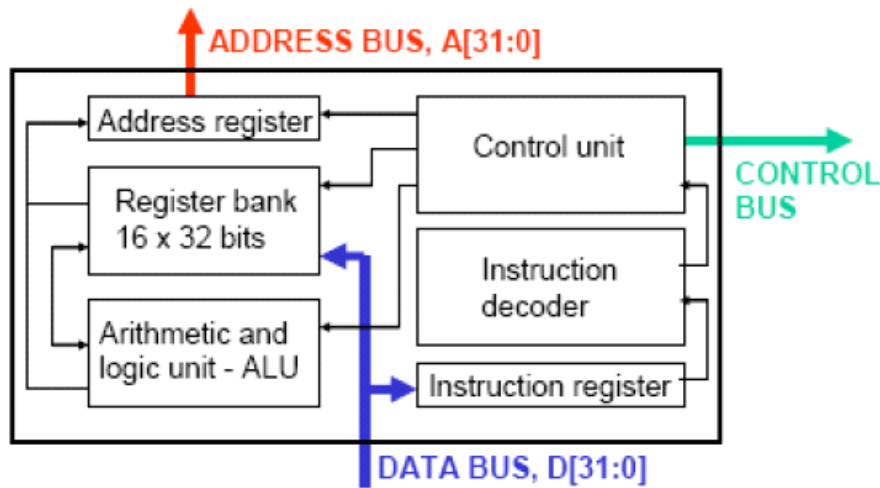 ADDRESS BUS, A[31:0]
Address register
Control unit
CONTROL
BUS
Register bank
16 x 32 bits
Instruction
decoder
Arithmetic and
logic unit - ALU
Instruction register
DATA BUS, D[31:0]